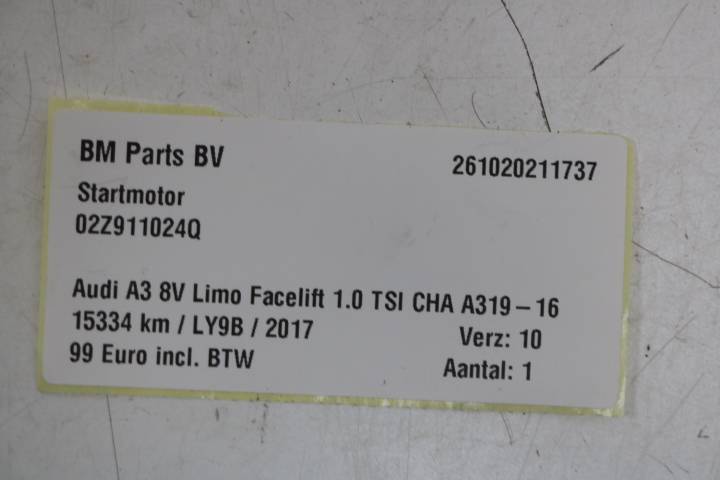 BM Parts BV 261020211737
Startmotor
02Z911024Q
Audi A3 8V Limo Facelift 1.0 TSI CHA A319-16
15334 km / LY9B / 2017 Verz: 10
99 Euro incl. BTW Aantal: 1